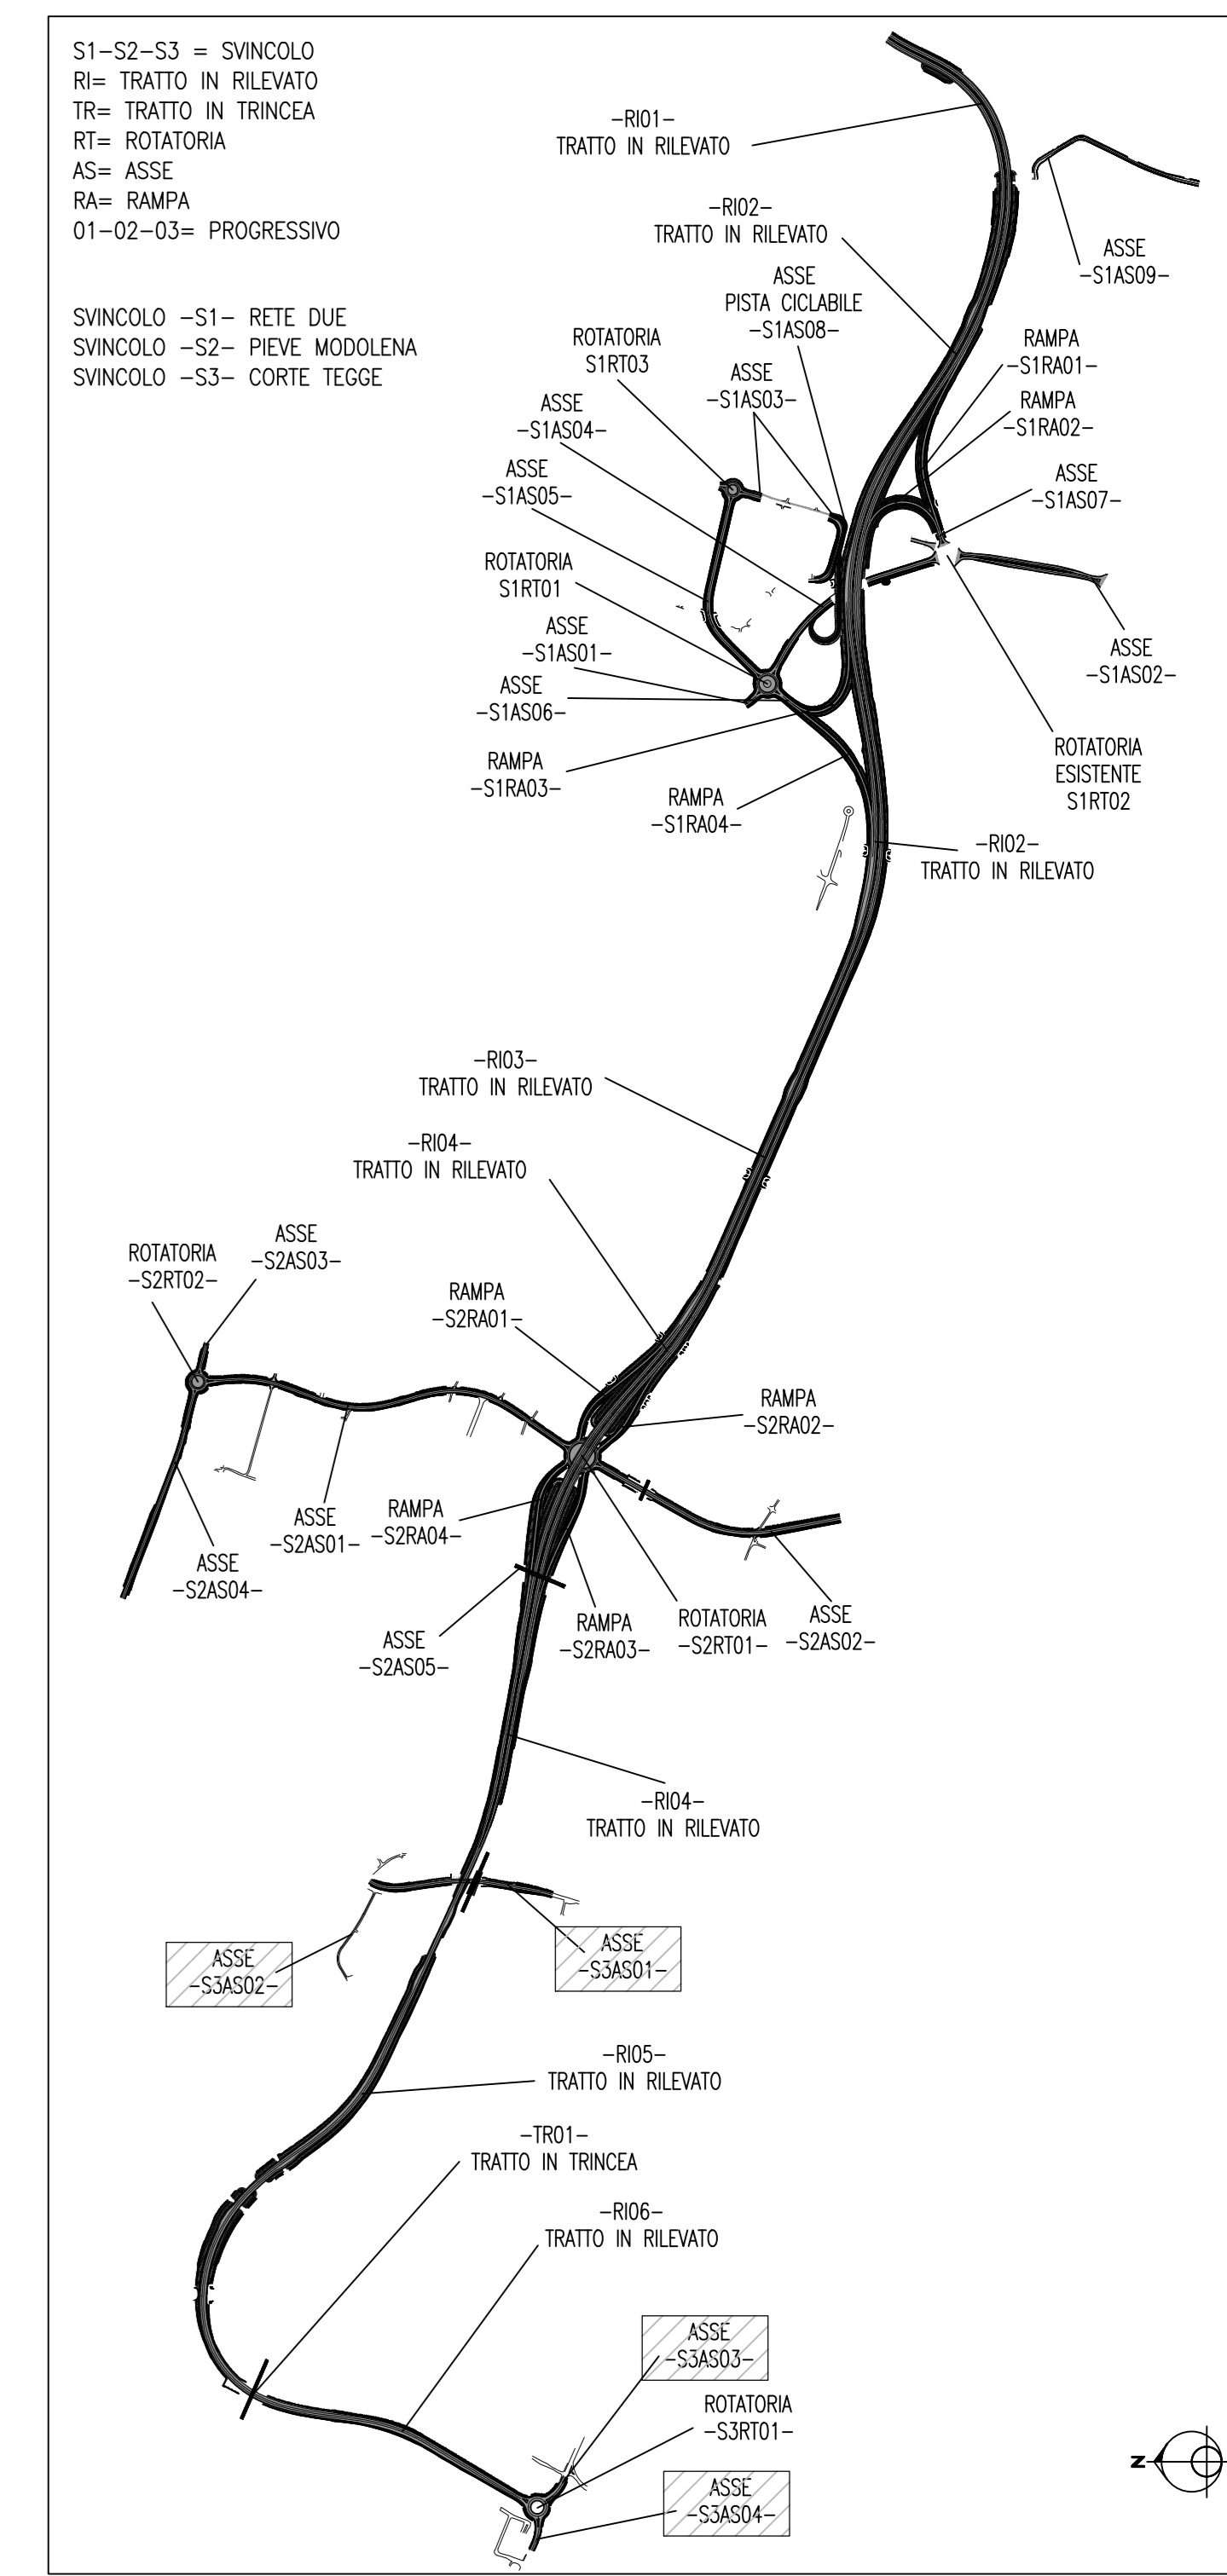 S1-S2-S3 = SVINCOLO
RI= TRATTO IN RILEVATO
TR= TRATTO IN TRINCEA
RT= ROTATORIA
AS= ASSE
RA= RAMPA
01-02-03= PROGRESSIVO
SVINCOLO -S1- RETE DUE
SVINCOLO -S2- PIEVE MODOLENA
SVINCOLO -S3- CORTE TEGGE
-RI01-
TRATTO IN RILEVATO
-RI02-
TRATTO IN RILEVATO
ASSE
-S1AS09-
ASSE
PISTA CICLABILE
-S1AS08-
ROTATORIA
S1RT03
ASSE
-S1AS03-
RAMPA
-S1RA01-
ASSE
-S1AS04-
RAMPA
-S1RA02-
ASSE
-S1AS05-
ASSE
-S1AS07-
ROTATORIA
S1RT01
ASSE
-S1AS01-
ASSE
-S1AS02-
ASSE
-S1AS06-
RAMPA
-S1RA03-
ROTATORIA
ESISTENTE
S1RT02
RAMPA
-S1RA04-
-RI02-
TRATTO IN RILEVATO
-RI03-
TRATTO IN RILEVATO
-RI04-
TRATTO IN RILEVATO
ASSE
-S2AS03-
ROTATORIA
-S2RT02-
RAMPA
-S2RA01-
RAMPA
-S2RA02-
ASSE
-S2AS01-
RAMPA
-S2RA04-
ASSE
-S2AS04-
ASSE
-S2AS05-
RAMPA
-S2RA03-
ROTATORIA
-S2RT01-
ASSE
-S2AS02-
-RI04-
TRATTO IN RILEVATO
ASSE
-S3AS02-
ASSE
-S3AS01-
-RI05-
TRATTO IN RILEVATO
-TR01-
TRATTO IN TRINCEA
-RI06-
TRATTO IN RILEVATO
ASSE
-S3AS03-
ROTATORIA
-S3RT01-
ASSE
-S3AS04-
N